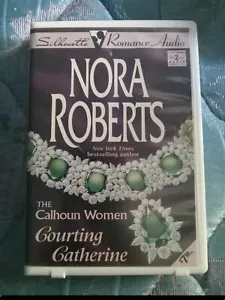 Silhouette Romance Audio
NORA
ROBERTS
New York Times
bestselling author
THE
Calhoun Women
Courting
Catherine